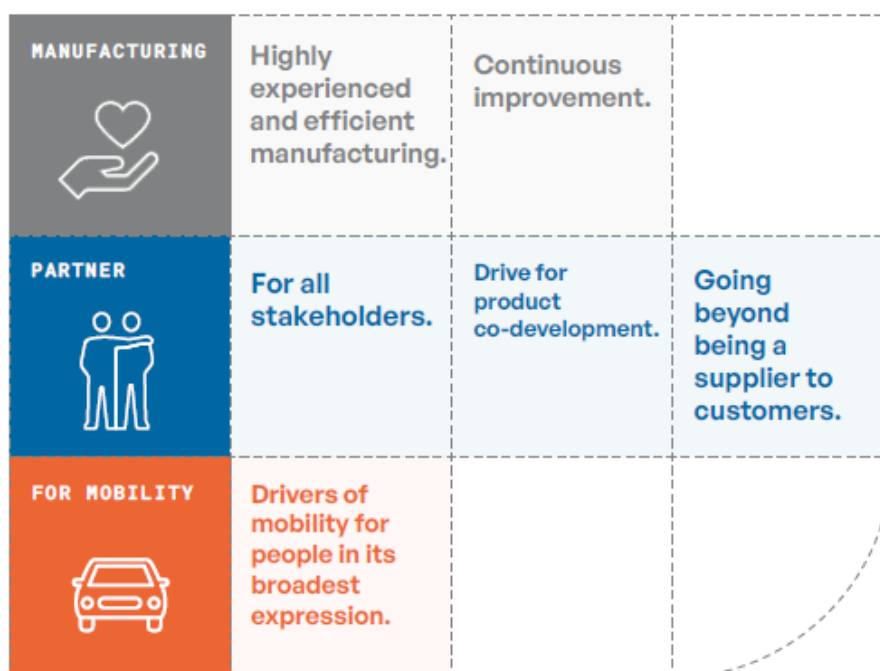 MANUFACTURING
Highly
experienced
and efficient
manufacturing.
Continuous
improvement.
PARTNER
For all
stakeholders.
Drive for
product
co-development.
Going
beyond
being a
supplier to
customers.
FOR MOBILITY
Drivers of
mobility for
people in its
broadest
expression.